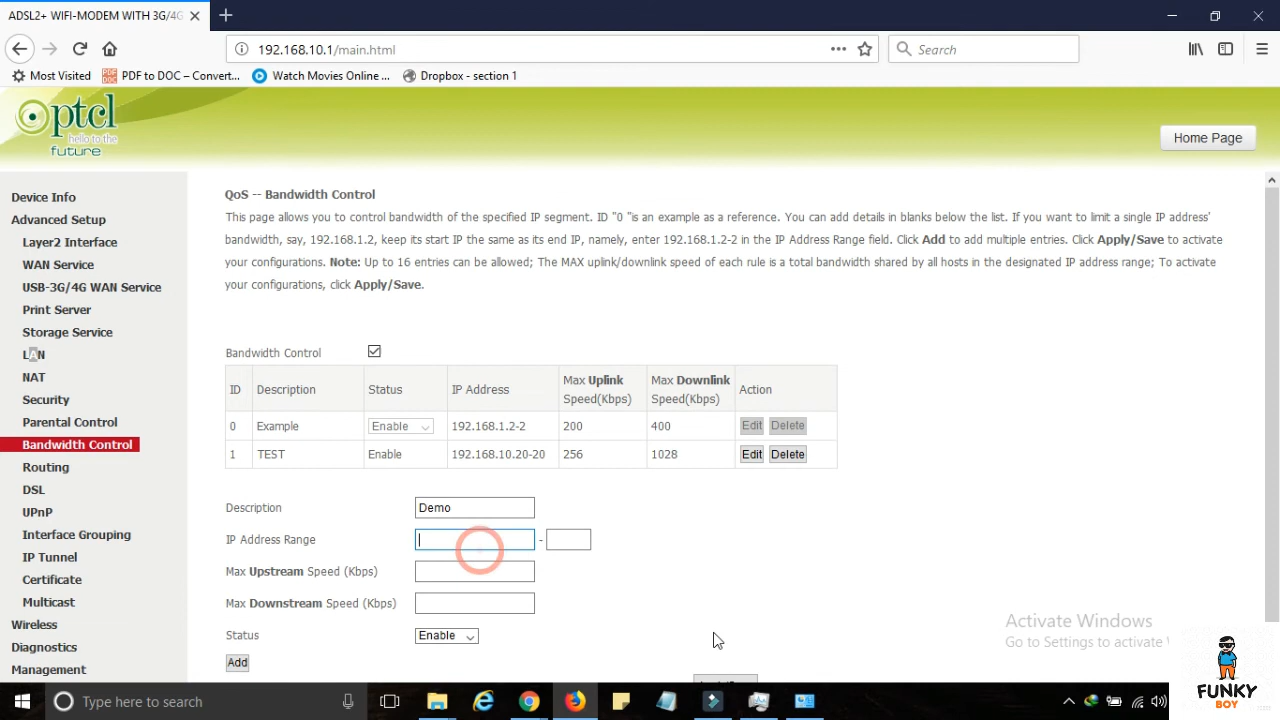 ADSL2+ WIFI-MODEM WITH 3G/4G
192.168.10.1/main.html
Search
Most Visited
PDF to DOC – Convert...
Watch Movies Online ...
Dropbox - section 1
ptcl
hello to the
future
Home Page
Device Info
Advanced Setup
Layer2 Interface
WAN Service
USB-3G/4G WAN Service
Print Server
Storage Service
LAN
NAT
Security
Parental Control
Bandwidth Control
Routing
DSL
UPnP
Interface Grouping
IP Tunnel
Certificate
Multicast
Wireless
Diagnostics
Management
QoS -- Bandwidth Control
This page allows you to control bandwidth of the specified IP segment. ID "0 "is an example as a reference. You can add details in blanks below the list. If you want to limit a single IP address'
bandwidth, say, 192.168.1.2, keep its start IP the same as its end IP, namely, enter 192.168.1.2-2 in the IP Address Range field. Click Add to add multiple entries. Click Apply/Save to activate
your configurations. Note: Up to 16 entries can be allowed; The MAX uplink/downlink speed of each rule is a total bandwidth shared by all hosts in the designated IP address range; To activate
your configurations, click Apply/Save.
Bandwidth Control
ID Description Status IP Address Max Uplink Speed(Kbps) Max Downlink Speed(Kbps) Action
0 Example Enable 192.168.1.2-2 200 400 Edit Delete
1 TEST Enable 192.168.10.20-20 256 1028 Edit Delete
Description Demo
IP Address Range -
Max Upstream Speed (Kbps)
Max Downstream Speed (Kbps)
Status Enable
Add
Activate Windows
Go to Settings to activate
FUNKY
BOY
Type here to search